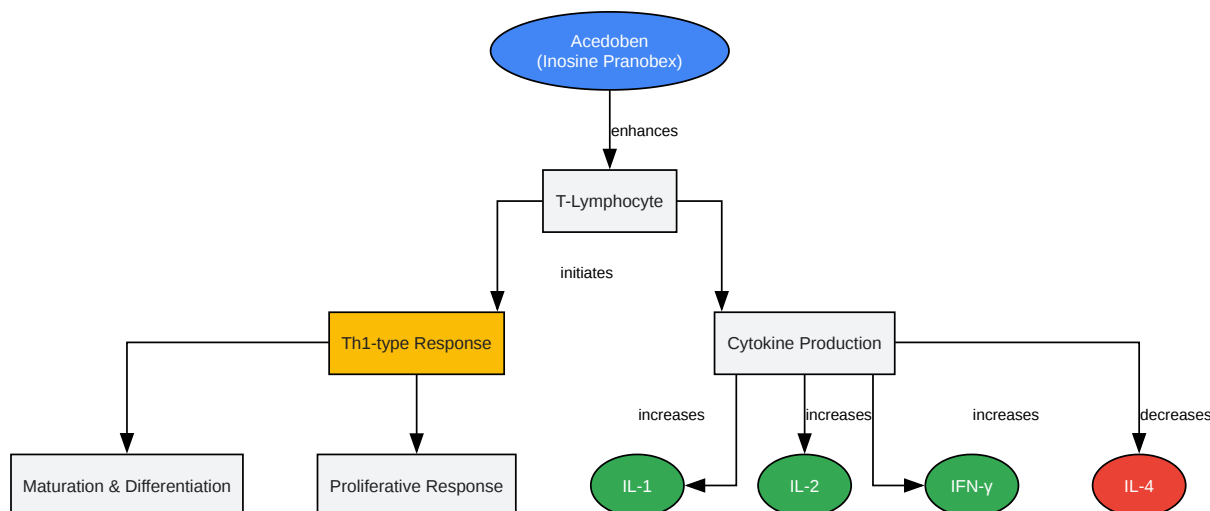 Acedoben
(Inosine Pranobex)
enhances
T-Lymphocyte
initiates
Th1-type Response
Cytokine Production
increases
increases
increases
decreases
Maturation & Differentiation
Proliferative Response
IL-1
IL-2
IFN-γ
IL-4